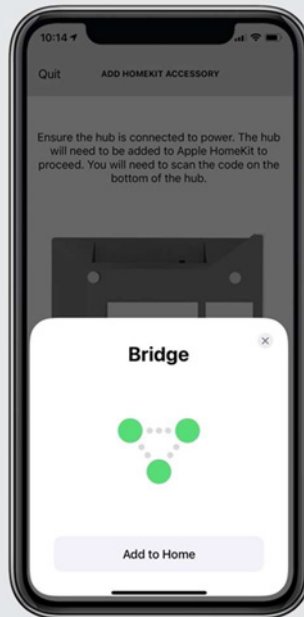 10:14
Quit ADD HOMEKIT ACCESSORY
Ensure the hub is connected to power. The hub
will need to be added to Apple HomeKit to
proceed. You will need to scan the code on the
bottom of the hub.
Bridge
Add to Home